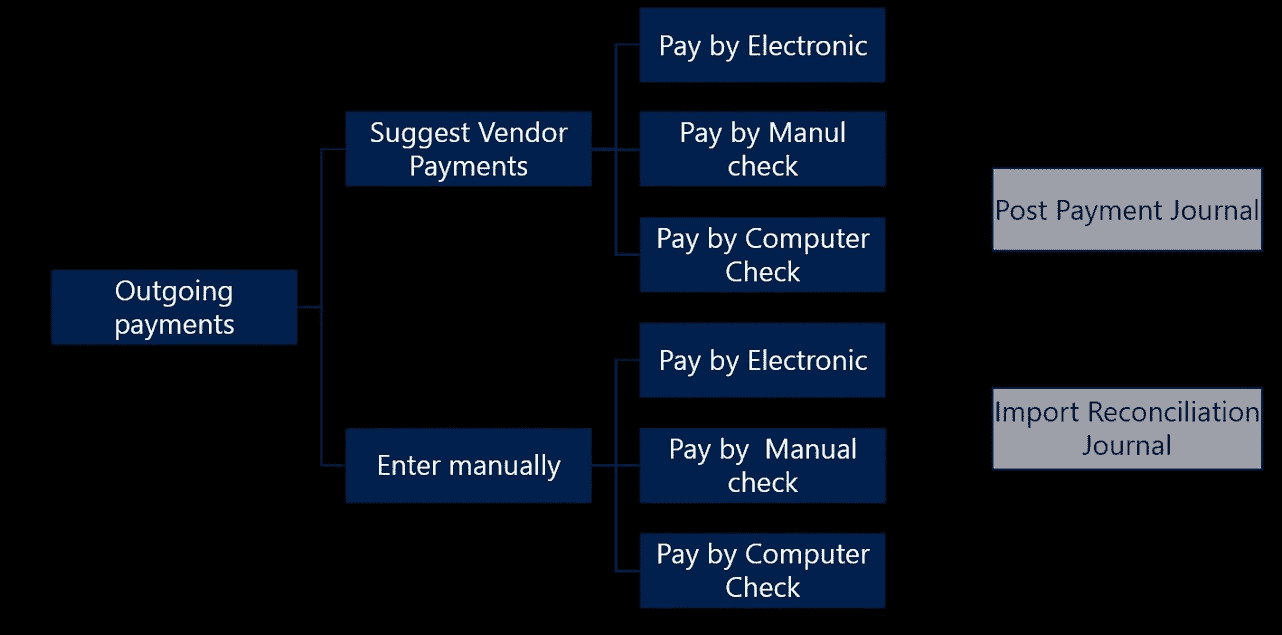 Outgoing
payments
Suggest Vendor
Payments
Enter manually
Pay by Electronic
Pay by Manul
check
Pay by Computer
Check
Pay by Electronic
Pay by  Manual
check
Pay by Computer
Check
Post Payment Journal
Import Reconciliation
Journal